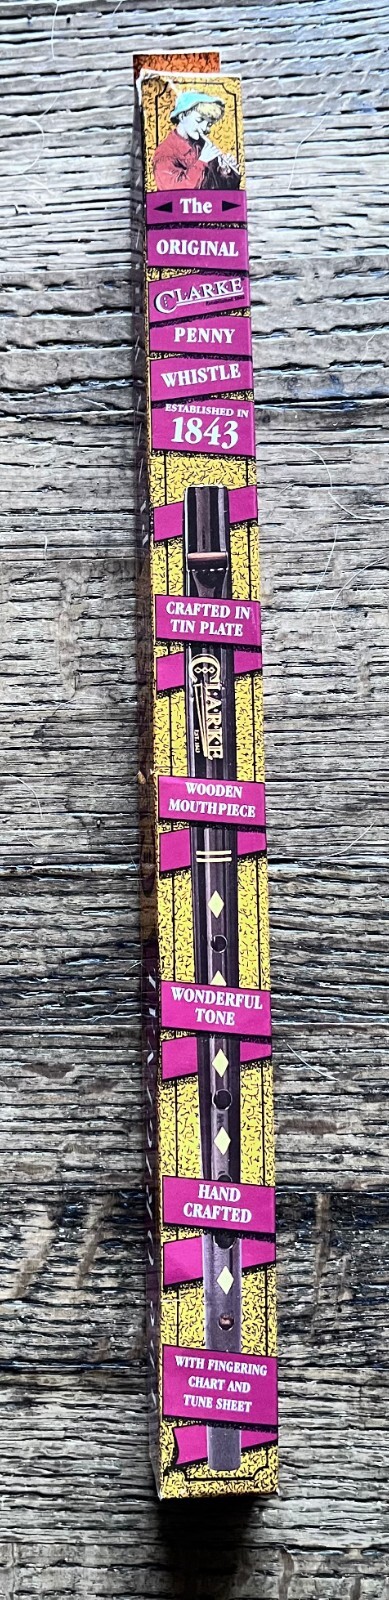 The
ORIGINAL
CLARKE
PENNY
WHISTLE
ESTABLISHED IN
1843
CRAFTED IN
TIN PLATE
CLARKE
WOODEN
MOUTHPIECE
WONDERFUL
TONE
HAND
CRAFTED
WITH FINGERING
CHART AND
TUNE SHEET